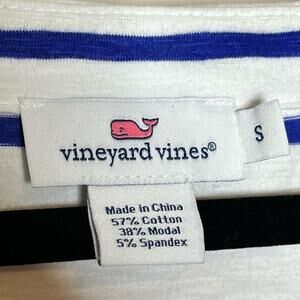 vineyard vines®
S
Made in China
57% Cotton
38% Modal
5% Spandex